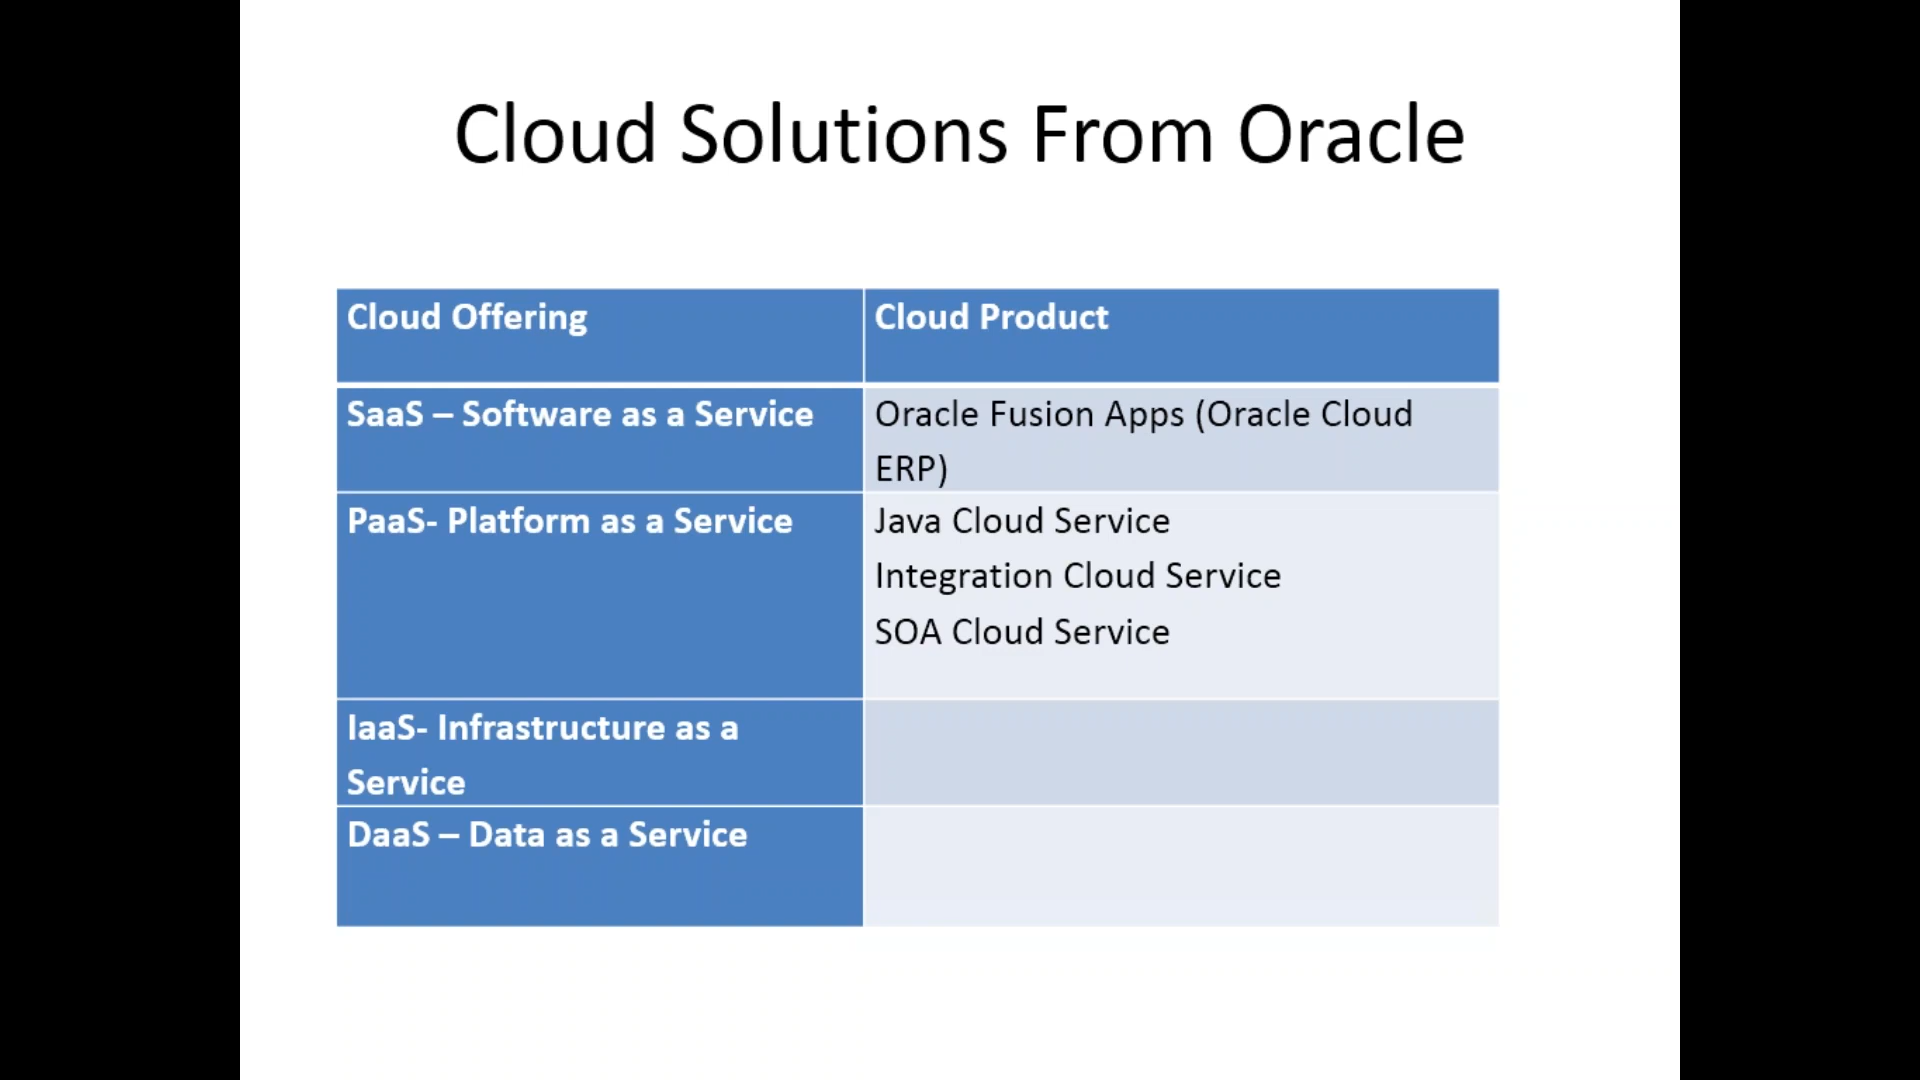 Cloud Solutions From Oracle
Cloud Offering
Cloud Product
SaaS – Software as a Service
Oracle Fusion Apps (Oracle Cloud
ERP)
PaaS- Platform as a Service
Java Cloud Service
Integration Cloud Service
SOA Cloud Service
IaaS- Infrastructure as a
Service
DaaS – Data as a Service